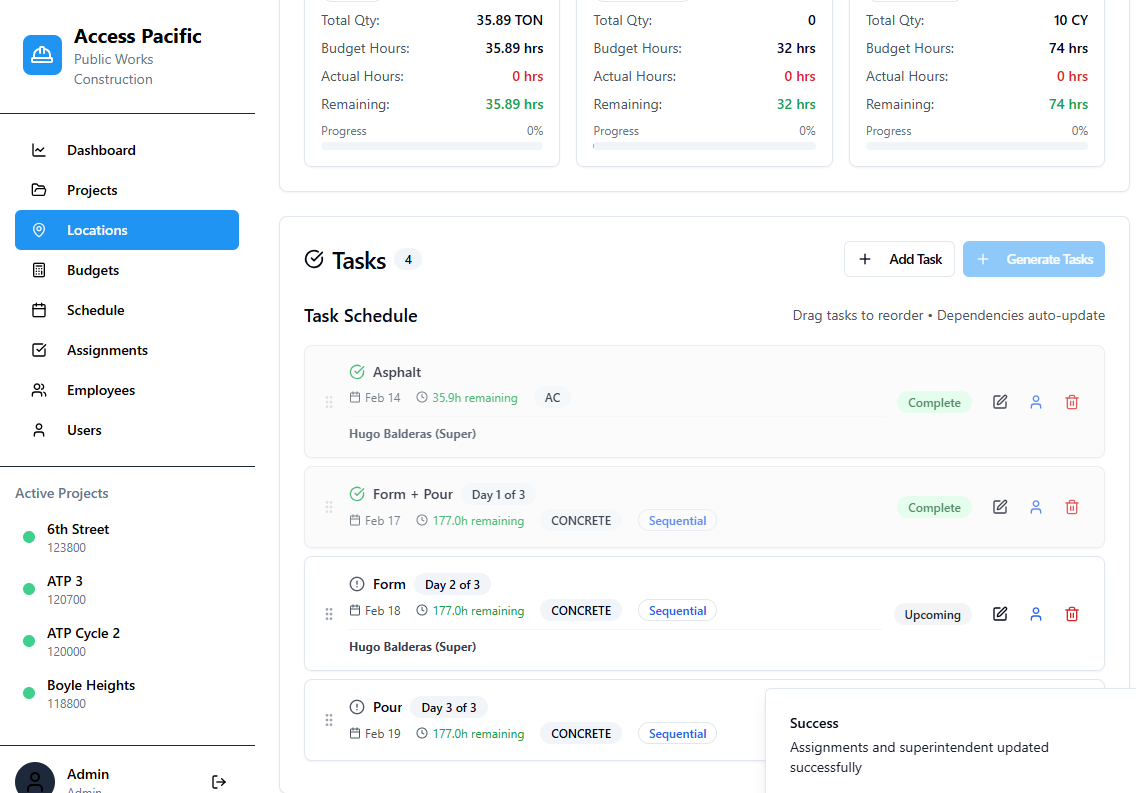 Access Pacific
Public Works
Construction
Dashboard
Projects
Locations
Budgets
Schedule
Assignments
Employees
Users
Active Projects
6th Street
123800
ATP 3
120700
ATP Cycle 2
120000
Boyle Heights
118800
Admin
Admin
Total Qty: 35.89 TON
Budget Hours: 35.89 hrs
Actual Hours: 0 hrs
Remaining: 35.89 hrs
Progress 0%
Total Qty: 0
Budget Hours: 32 hrs
Actual Hours: 0 hrs
Remaining: 32 hrs
Progress 0%
Total Qty: 10 CY
Budget Hours: 74 hrs
Actual Hours: 0 hrs
Remaining: 74 hrs
Progress 0%
Tasks 4
+ Add Task
+ Generate Tasks
Task Schedule
Drag tasks to reorder • Dependencies auto-update
Asphalt
Feb 14 35.9h remaining AC
Hugo Balderas (Super)
Complete
Form + Pour Day 1 of 3
Feb 17 177.0h remaining CONCRETE Sequential
Complete
Form Day 2 of 3
Feb 18 177.0h remaining CONCRETE Sequential
Hugo Balderas (Super)
Upcoming
Pour Day 3 of 3
Feb 19 177.0h remaining CONCRETE Sequential
Success
Assignments and superintendent updated
successfully